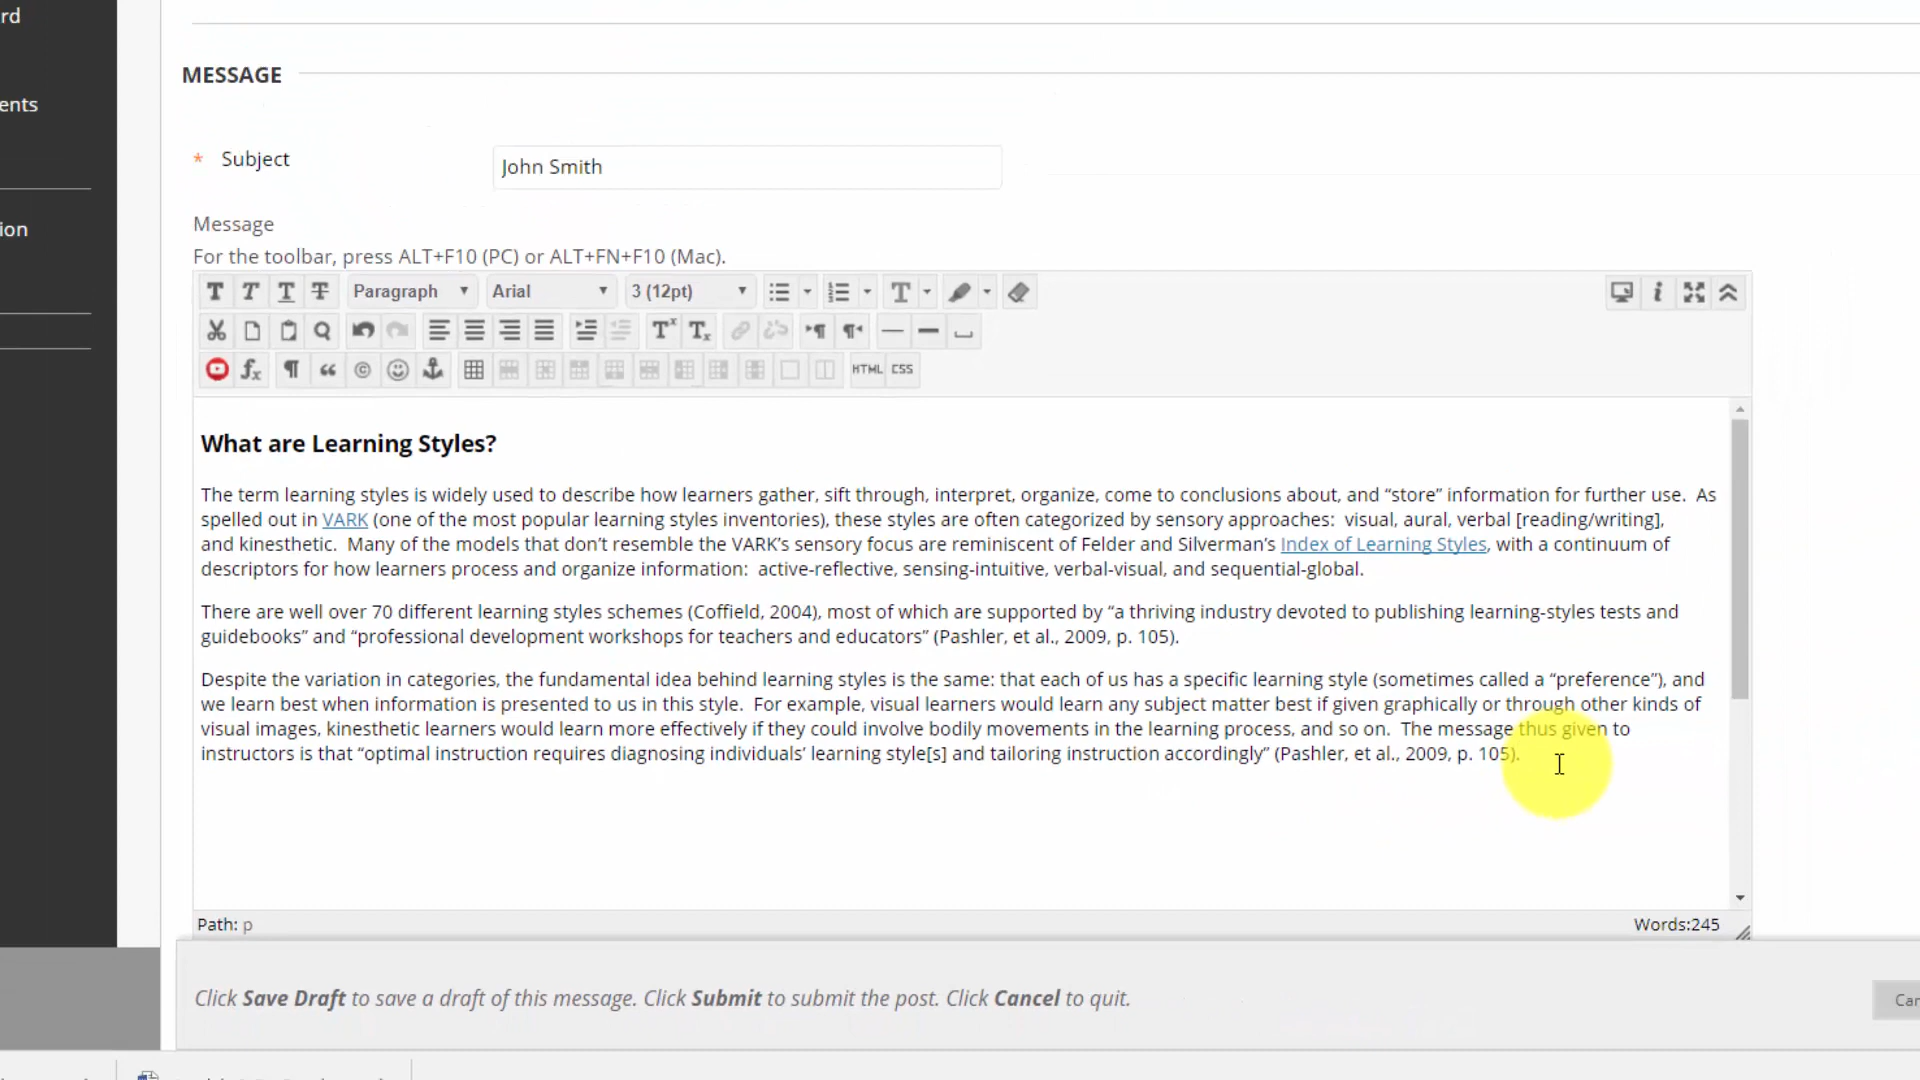 rd
MESSAGE
ents
* Subject
John Smith
Message
ion
For the toolbar, press ALT+F10 (PC) or ALT+FN+F10 (Mac).
T T T T Paragraph Arial 3 (12pt) T
HTML CSS
What are Learning Styles?
The term learning styles is widely used to describe how learners gather, sift through, interpret, organize, come to conclusions about, and “store” information for further use.  As
spelled out in VARK (one of the most popular learning styles inventories), these styles are often categorized by sensory approaches:  visual, aural, verbal [reading/writing],
and kinesthetic.  Many of the models that don’t resemble the VARK’s sensory focus are reminiscent of Felder and Silverman’s Index of Learning Styles, with a continuum of
descriptors for how learners process and organize information:  active-reflective, sensing-intuitive, verbal-visual, and sequential-global.
There are well over 70 different learning styles schemes (Coffield, 2004), most of which are supported by “a thriving industry devoted to publishing learning-styles tests and
guidebooks” and “professional development workshops for teachers and educators” (Pashler, et al., 2009, p. 105).
Despite the variation in categories, the fundamental idea behind learning styles is the same: that each of us has a specific learning style (sometimes called a “preference”), and
we learn best when information is presented to us in this style.  For example, visual learners would learn any subject matter best if given graphically or through other kinds of
visual images, kinesthetic learners would learn more effectively if they could involve bodily movements in the learning process, and so on.  The message thus given to
instructors is that “optimal instruction requires diagnosing individuals’ learning style[s] and tailoring instruction accordingly” (Pashler, et al., 2009, p. 105).
Path: p
Words:245
Click Save Draft to save a draft of this message. Click Submit to submit the post. Click Cancel to quit.
Can